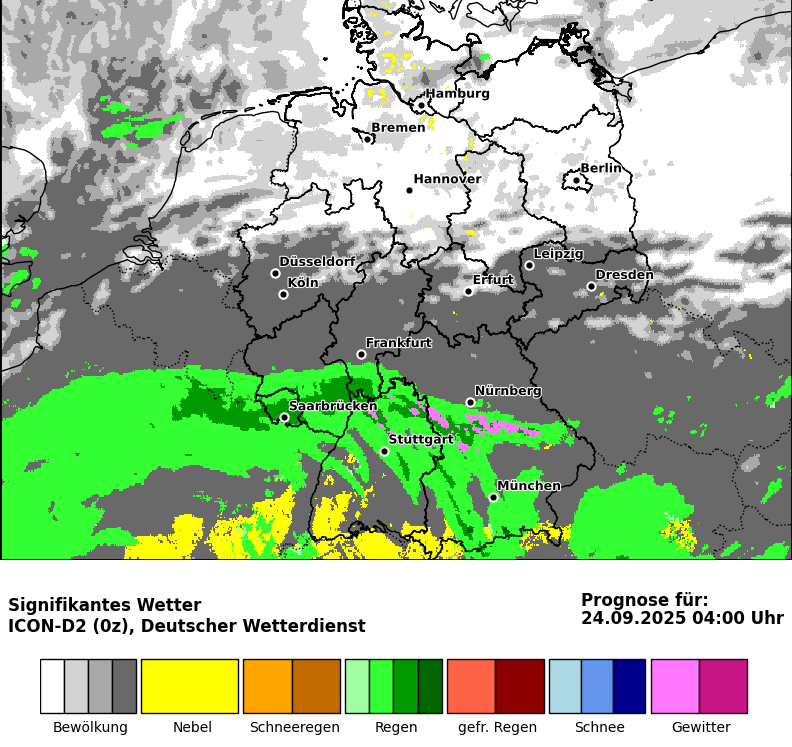 Hamburg
Bremen
Berlin
Hannover
Leipzig
Düsseldorf
Dresden
Köln
Erfurt
Frankfurt
Nürnberg
Saarbrücken
Stuttgart
München
Signifikantes Wetter
ICON-D2 (0z), Deutscher Wetterdienst
Prognose für:
24.09.2025 04:00 Uhr
Bewölkung
Nebel
Schneeregen
Regen
gefr. Regen
Schnee
Gewitter